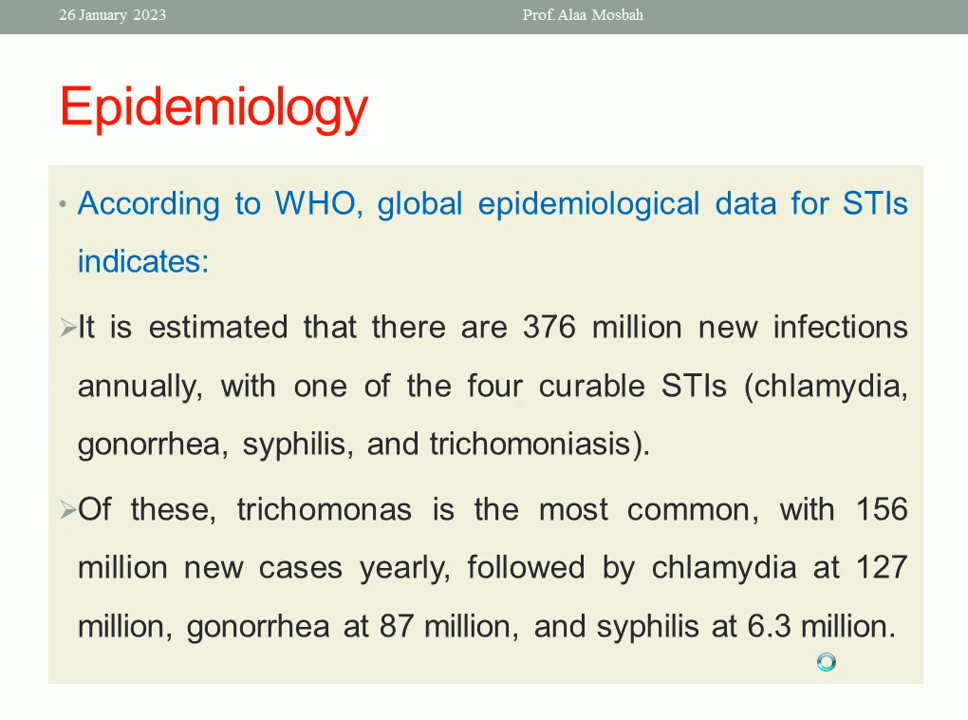 26 January 2023 Prof. Alaa Mosbah
Epidemiology
• According to WHO, global epidemiological data for STIs
indicates:
➢It is estimated that there are 376 million new infections
annually, with one of the four curable STIs (chlamydia,
gonorrhea, syphilis, and trichomoniasis).
➢Of these, trichomonas is the most common, with 156
million new cases yearly, followed by chlamydia at 127
million, gonorrhea at 87 million, and syphilis at 6.3 million.